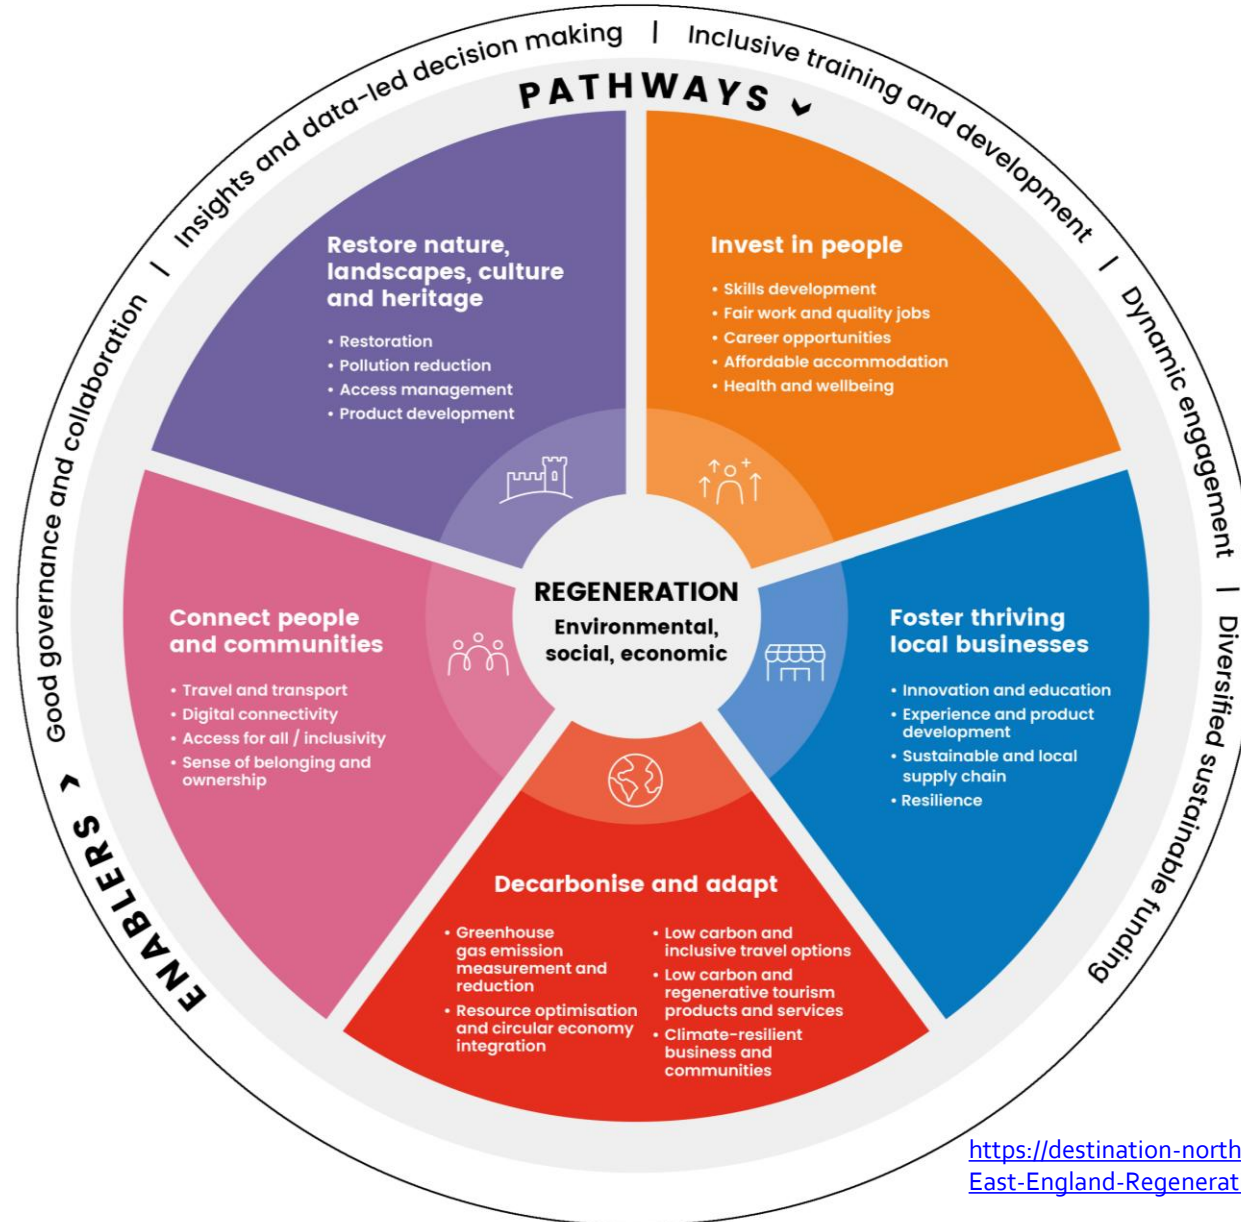 ENABLERS > Good governance and collaboration | Insights and data-led decision making | Inclusive training and development | Dynamic engagement | Diversified sustainable funding
PATHWAYS
Restore nature,
landscapes, culture
and heritage
• Restoration
• Pollution reduction
• Access management
• Product development
Invest in people
• Skills development
• Fair work and quality jobs
• Career opportunities
• Affordable accommodation
• Health and wellbeing
REGENERATION
Environmental,
social, economic
Connect people
and communities
• Travel and transport
• Digital connectivity
• Access for all / inclusivity
• Sense of belonging and
ownership
Foster thriving
local businesses
• Innovation and education
• Experience and product
development
• Sustainable and local
supply chain
• Resilience
Decarbonise and adapt
• Greenhouse
gas emission
measurement and
reduction
• Resource optimisation
and circular economy
integration
• Low carbon and
inclusive travel options
• Low carbon and
regenerative tourism
products and services
• Climate-resilient
business and
communities
https://destination-north
East-England-Regenerat